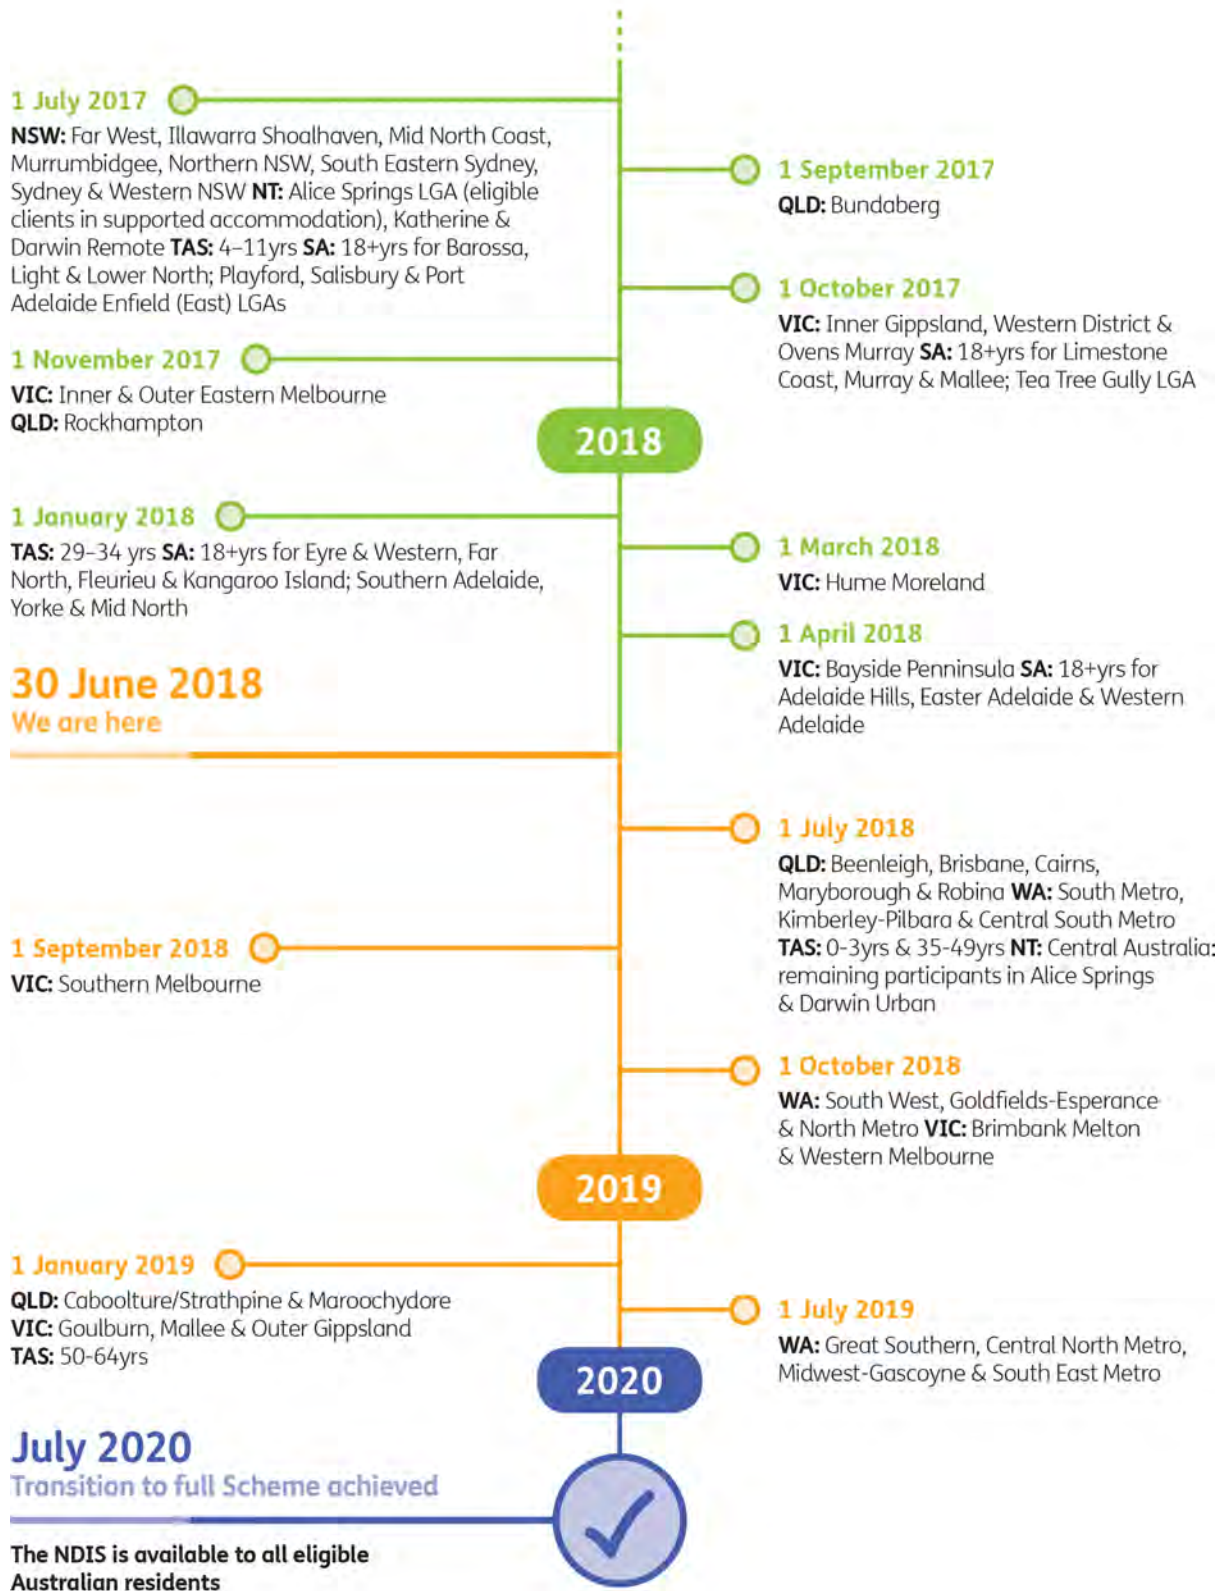 1 July 2017
NSW: Far West, Illawarra Shoalhaven, Mid North Coast,
Murrumbidgee, Northern NSW, South Eastern Sydney,
Sydney & Western NSW NT: Alice Springs LGA (eligible
clients in supported accommodation), Katherine &
Darwin Remote TAS: 4–11yrs SA: 18+yrs for Barossa,
Light & Lower North; Playford, Salisbury & Port
Adelaide Enfield (East) LGAs
1 September 2017
QLD: Bundaberg
1 October 2017
VIC: Inner Gippsland, Western District &
Ovens Murray SA: 18+yrs for Limestone
Coast, Murray & Mallee; Tea Tree Gully LGA
1 November 2017
VIC: Inner & Outer Eastern Melbourne
QLD: Rockhampton
2018
1 January 2018
TAS: 29–34 yrs SA: 18+yrs for Eyre & Western, Far
North, Fleurieu & Kangaroo Island; Southern Adelaide,
Yorke & Mid North
1 March 2018
VIC: Hume Moreland
1 April 2018
VIC: Bayside Penninsula SA: 18+yrs for
Adelaide Hills, Easter Adelaide & Western
Adelaide
30 June 2018
We are here
1 July 2018
QLD: Beenleigh, Brisbane, Cairns,
Maryborough & Robina WA: South Metro,
Kimberley-Pilbara & Central South Metro
TAS: 0-3yrs & 35-49yrs NT: Central Australia:
remaining participants in Alice Springs
& Darwin Urban
1 September 2018
VIC: Southern Melbourne
1 October 2018
WA: South West, Goldfields-Esperance
& North Metro VIC: Brimbank Melton
& Western Melbourne
2019
1 January 2019
QLD: Caboolture/Strathpine & Maroochydore
VIC: Goulburn, Mallee & Outer Gippsland
TAS: 50-64yrs
1 July 2019
WA: Great Southern, Central North Metro,
Midwest-Gascoyne & South East Metro
2020
July 2020
Transition to full Scheme achieved
The NDIS is available to all eligible
Australian residents